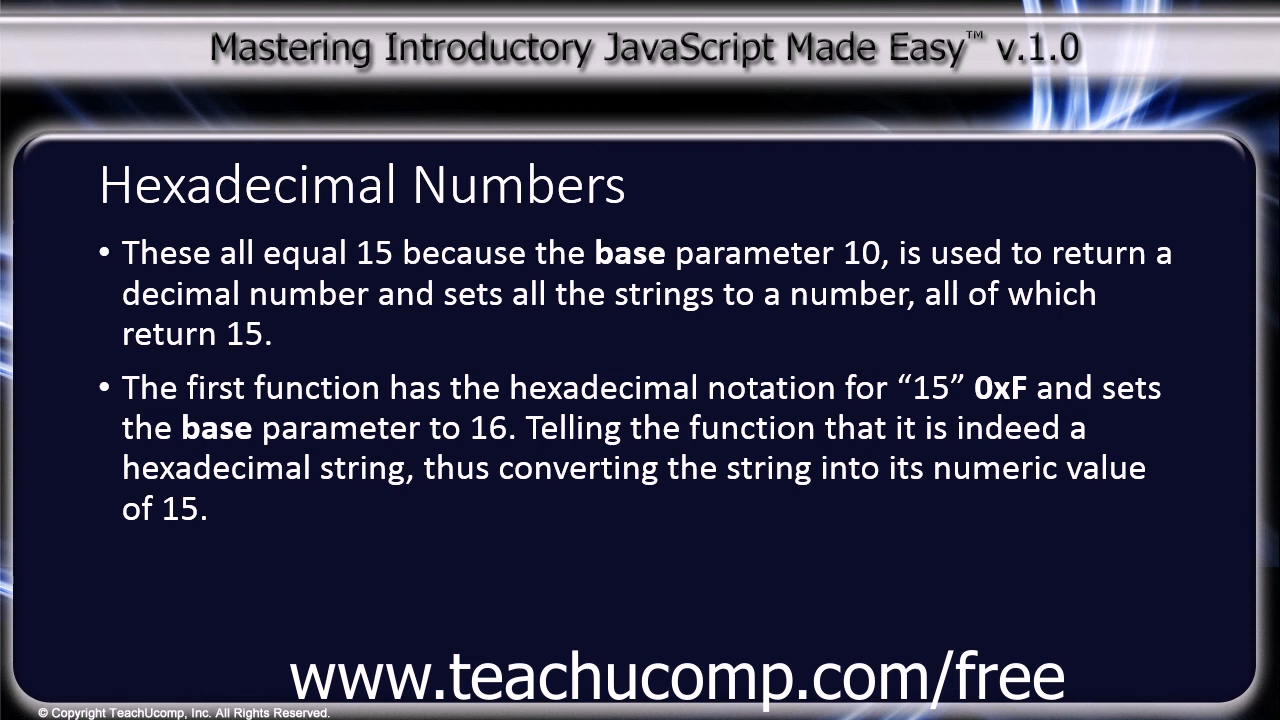 Mastering Introductory JavaScript Made Easy™ v.1.0
Hexadecimal Numbers
• These all equal 15 because the base parameter 10, is used to return a
decimal number and sets all the strings to a number, all of which
return 15.
• The first function has the hexadecimal notation for “15” 0xF and sets
the base parameter to 16. Telling the function that it is indeed a
hexadecimal string, thus converting the string into its numeric value
of 15.
www.teachucomp.com/free
© Copyright TeachUcomp, Inc. All Rights Reserved.